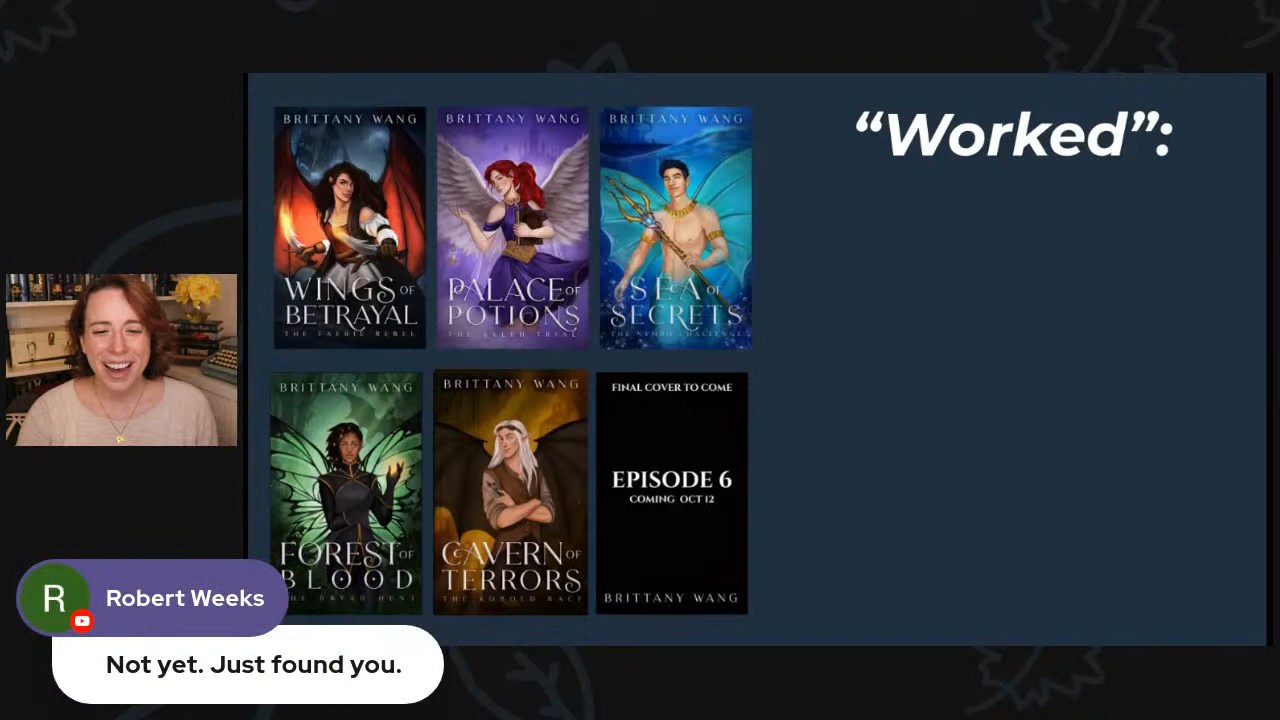 “Worked”:
BRITTANY WANG
WINGS OF
BETRAYAL
THE FAERIE REBEL
BRITTANY WANG
PALACE OF
POTIONS
THE SYLPH TRIAL
BRITTANY WANG
SEA OF
SECRETS
THE NYMPH CHALLENGE
BRITTANY WANG
FOREST OF
BLOOD
THE DRYAD HUNT
BRITTANY WANG
CAVERN OF
TERRORS
THE KOBOLD RACE
FINAL COVER TO COME
EPISODE 6
COMING OCT 12
BRITTANY WANG
R
Robert Weeks
Not yet. Just found you.